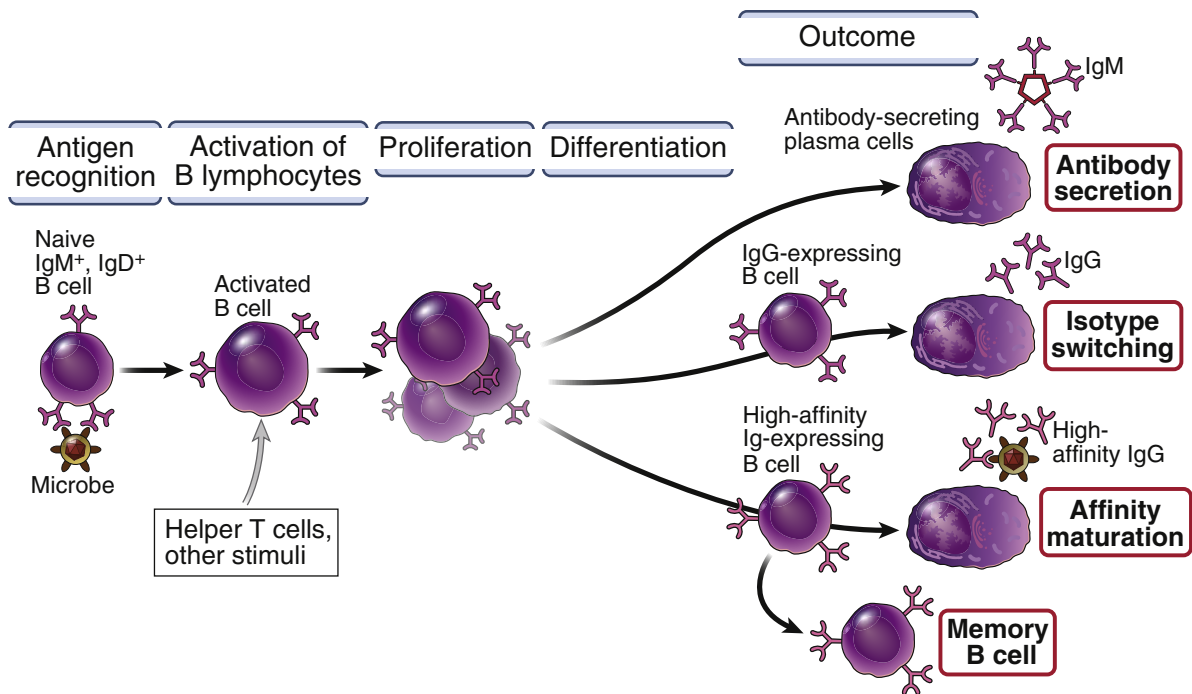 Outcome
IgM
Antibody-secreting
plasma cells
Antibody
secretion
Antigen
recognition
Activation of
B lymphocytes
Proliferation
Differentiation
Naive
IgM⁺, IgD⁺
B cell
Activated
B cell
IgG-expressing
B cell
IgG
Isotype
switching
High-affinity
Ig-expressing
B cell
High-
affinity IgG
Affinity
maturation
Microbe
Helper T cells,
other stimuli
Memory
B cell